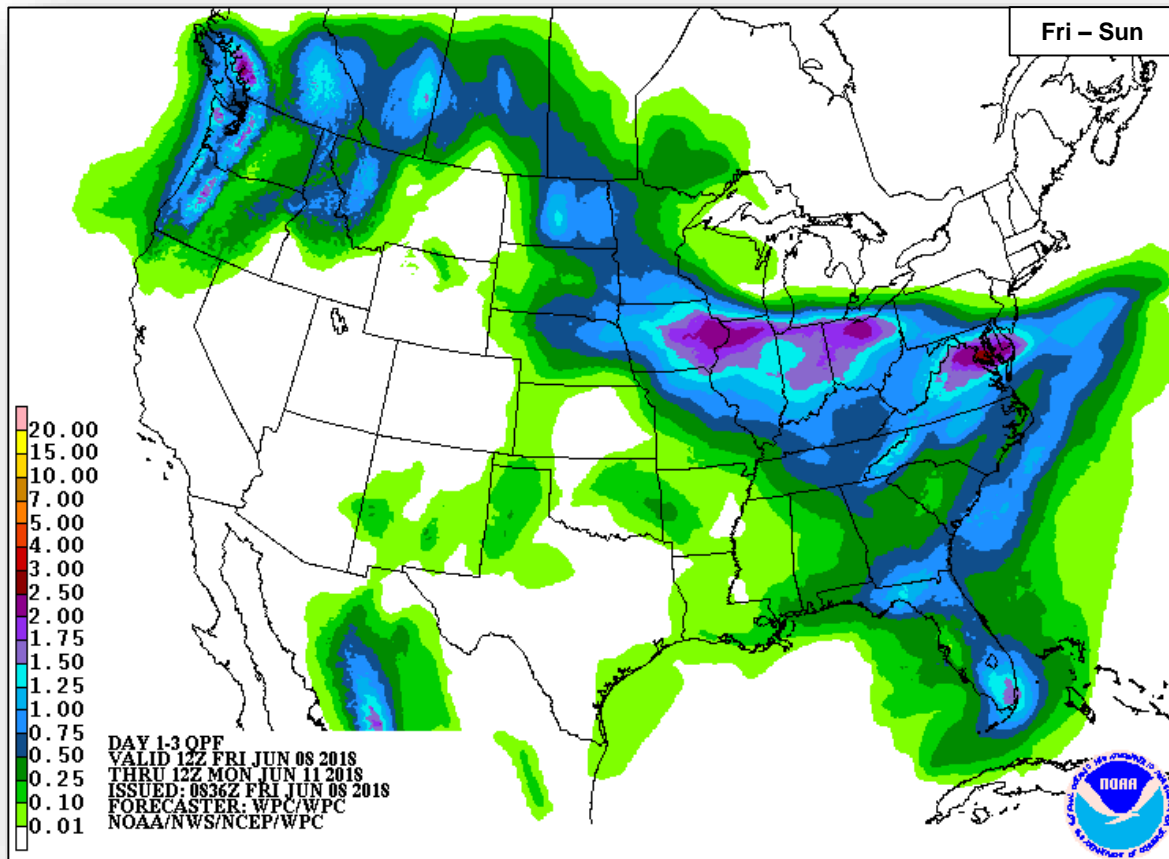 Fri – Sun
20.00
15.00
10.00
7.00
5.00
4.00
3.00
2.50
2.00
1.75
1.50
1.25
1.00
0.75
0.50
0.25
0.10
0.01
DAY 1-3 QPF
VALID 12Z FRI JUN 08 2018
THRU 12Z MON JUN 11 2018
ISSUED: 0836Z FRI JUN 08 2018
FORECASTER: WPC/WPC
NOAA/NWS/NCEP/WPC
NOAA